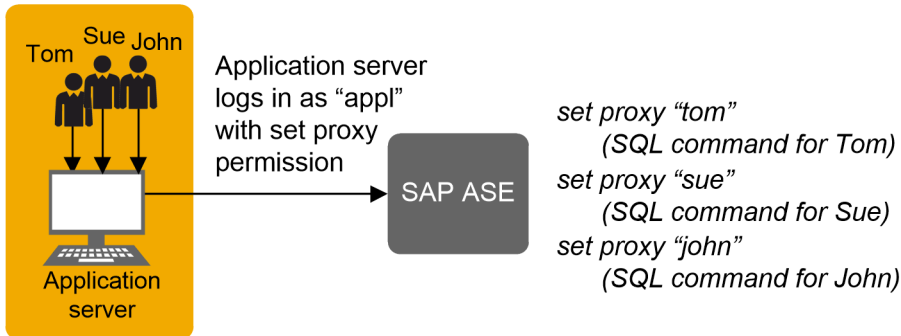 Tom
Sue
John
Application
server
Application server
logs in as “appl”
with set proxy
permission
SAP ASE
set proxy “tom”
(SQL command for Tom)
set proxy “sue”
(SQL command for Sue)
set proxy “john”
(SQL command for John)